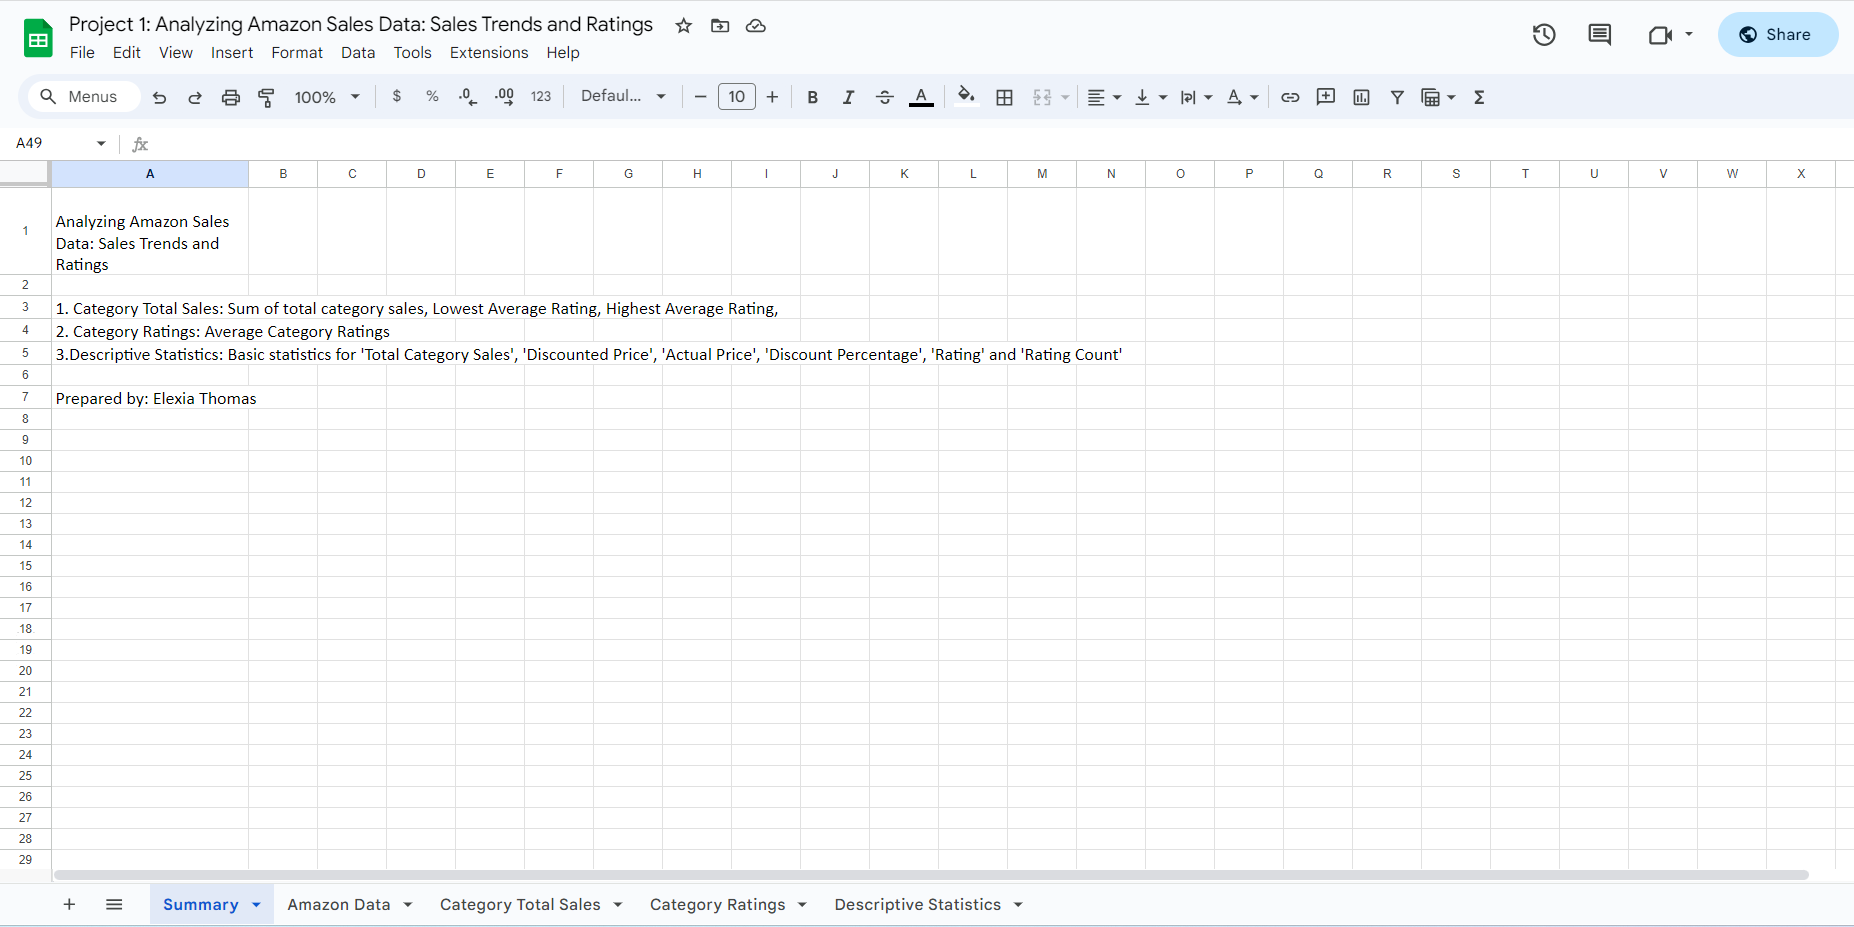 Project 1: Analyzing Amazon Sales Data: Sales Trends and Ratings
File Edit View Insert Format Data Tools Extensions Help
Share
Menus 100% $ % .0 .00 123 Defaul... 10 B I A Σ
A49 fx
A B C D E F G H I J K L M N O P Q R S T U V W X
1 Analyzing Amazon Sales
Data: Sales Trends and
Ratings
2
3 1. Category Total Sales: Sum of total category sales, Lowest Average Rating, Highest Average Rating,
4 2. Category Ratings: Average Category Ratings
5 3.Descriptive Statistics: Basic statistics for 'Total Category Sales', 'Discounted Price', 'Actual Price', 'Discount Percentage', 'Rating' and 'Rating Count'
6
7 Prepared by: Elexia Thomas
8
9
10
11
12
13
14
15
16
17
18
19
20
21
22
23
24
25
26
27
28
29
Summary Amazon Data Category Total Sales Category Ratings Descriptive Statistics